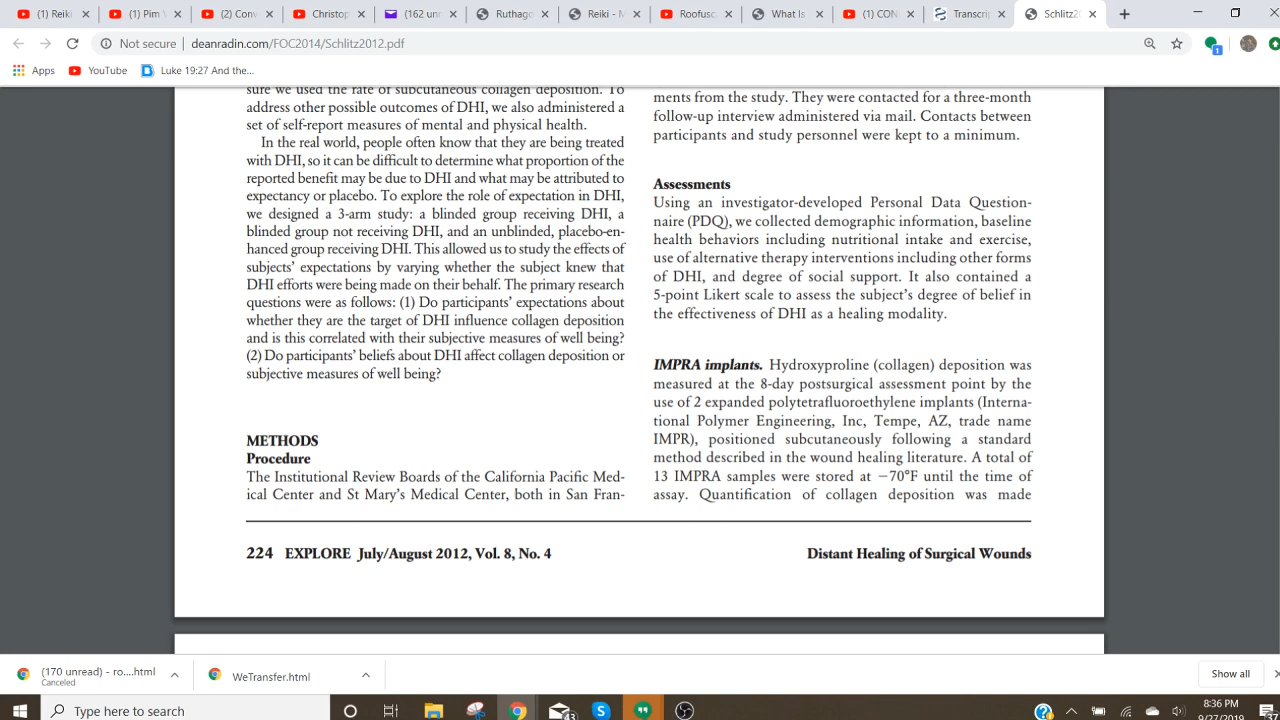 (1) Reiki
(1) Pim V
(2) Conv
Christop
(162 unr
Ruthago
Reiki - M
Roofusc
What Is
(1) CON
Transcrip
Schlitz2
Not secure
deanradin.com/FOC2014/Schlitz2012.pdf
1
Apps
YouTube
Luke 19:27 And the...
sure we used the rate of subcutaneous collagen deposition. To
address other possible outcomes of DHI, we also administered a
set of self-report measures of mental and physical health.
In the real world, people often know that they are being treated
with DHI, so it can be difficult to determine what proportion of the
reported benefit may be due to DHI and what may be attributed to
expectancy or placebo. To explore the role of expectation in DHI,
we designed a 3-arm study: a blinded group receiving DHI, a
blinded group not receiving DHI, and an unblinded, placebo-en-
hanced group receiving DHI. This allowed us to study the effects of
subjects' expectations by varying whether the subject knew that
DHI efforts were being made on their behalf. The primary research
questions were as follows: (1) Do participants' expectations about
whether they are the target of DHI influence collagen deposition
and is this correlated with their subjective measures of well being?
(2) Do participants' beliefs about DHI affect collagen deposition or
subjective measures of well being?
METHODS
Procedure
The Institutional Review Boards of the California Pacific Med-
ical Center and St Mary's Medical Center, both in San Fran-
ments from the study. They were contacted for a three-month
follow-up interview administered via mail. Contacts between
participants and study personnel were kept to a minimum.
Assessments
Using an investigator-developed Personal Data Question-
naire (PDQ), we collected demographic information, baseline
health behaviors including nutritional intake and exercise,
use of alternative therapy interventions including other forms
of DHI, and degree of social support. It also contained a
5-point Likert scale to assess the subject's degree of belief in
the effectiveness of DHI as a healing modality.
IMPRA implants. Hydroxyproline (collagen) deposition was
measured at the 8-day postsurgical assessment point by the
use of 2 expanded polytetrafluoroethylene implants (Interna-
tional Polymer Engineering, Inc, Tempe, AZ, trade name
IMPR), positioned subcutaneously following a standard
method described in the wound healing literature. A total of
13 IMPRA samples were stored at −70°F until the time of
assay. Quantification of collagen deposition was made
224 EXPLORE July/August 2012, Vol. 8, No. 4
Distant Healing of Surgical Wounds
(170 unread) - ro....html
Canceled
WeTransfer.html
Show all
Type here to search
43
8:36 PM
9/27/2019